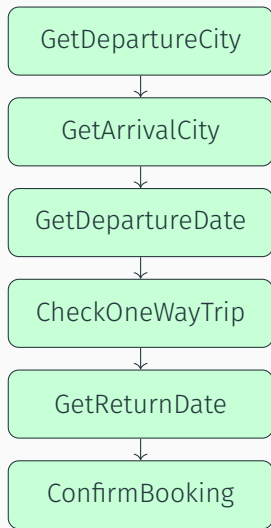 GetDepartureCity
GetArrivalCity
GetDepartureDate
CheckOneWayTrip
GetReturnDate
ConfirmBooking